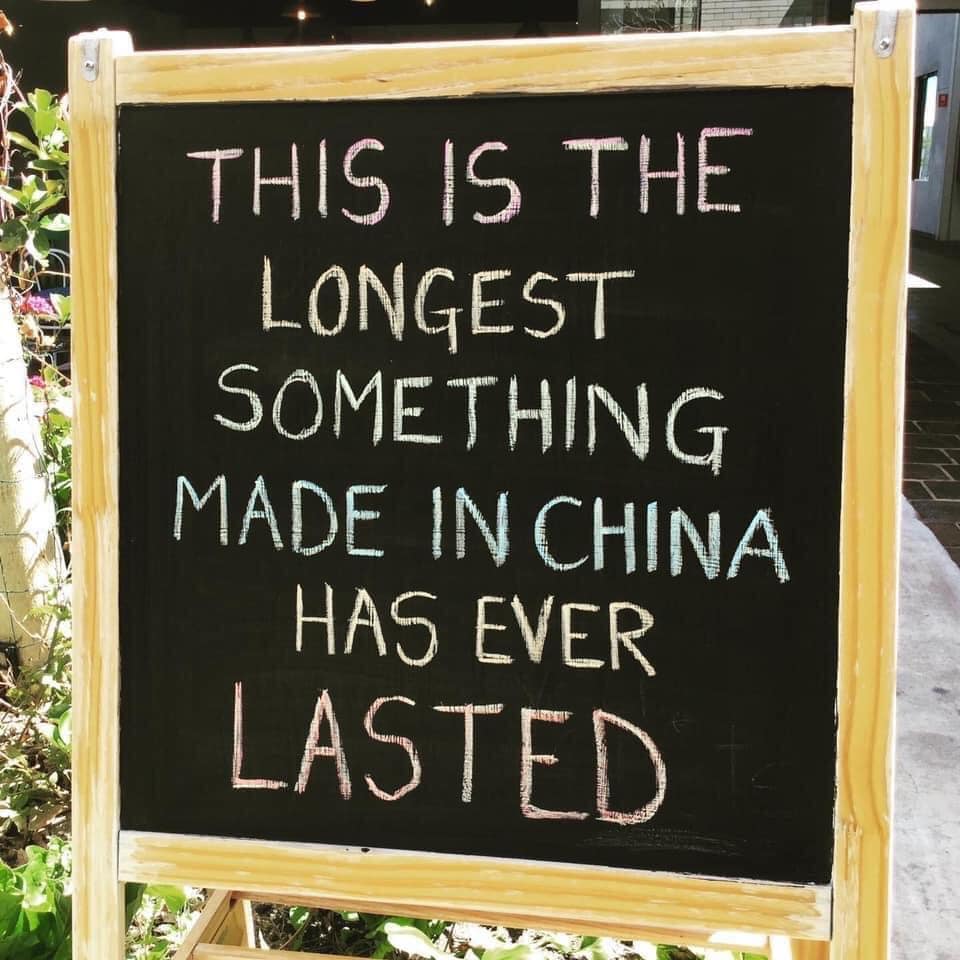 THIS IS THE
LONGEST
SOMETHING
MADE IN CHINA
HAS EVER
LASTED